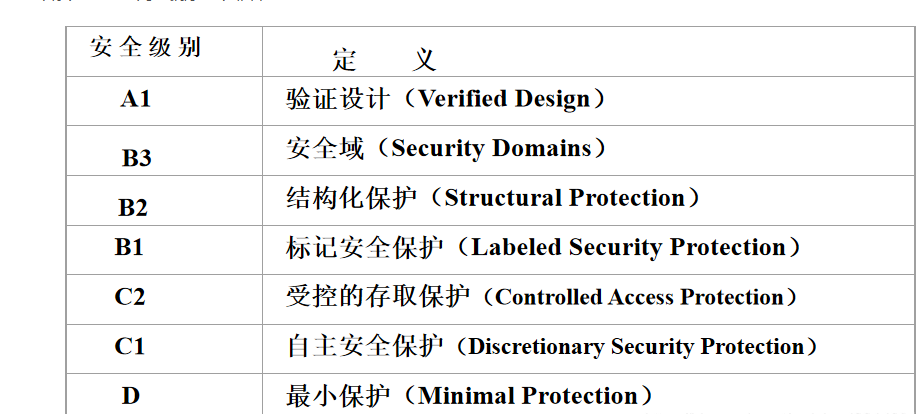 安全级别 定 义
A1 验证设计（Verified Design）
B3 安全域（Security Domains）
B2 结构化保护（Structural Protection）
B1 标记安全保护（Labeled Security Protection）
C2 受控的存取保护（Controlled Access Protection）
C1 自主安全保护（Discretionary Security Protection）
D 最小保护（Minimal Protection）